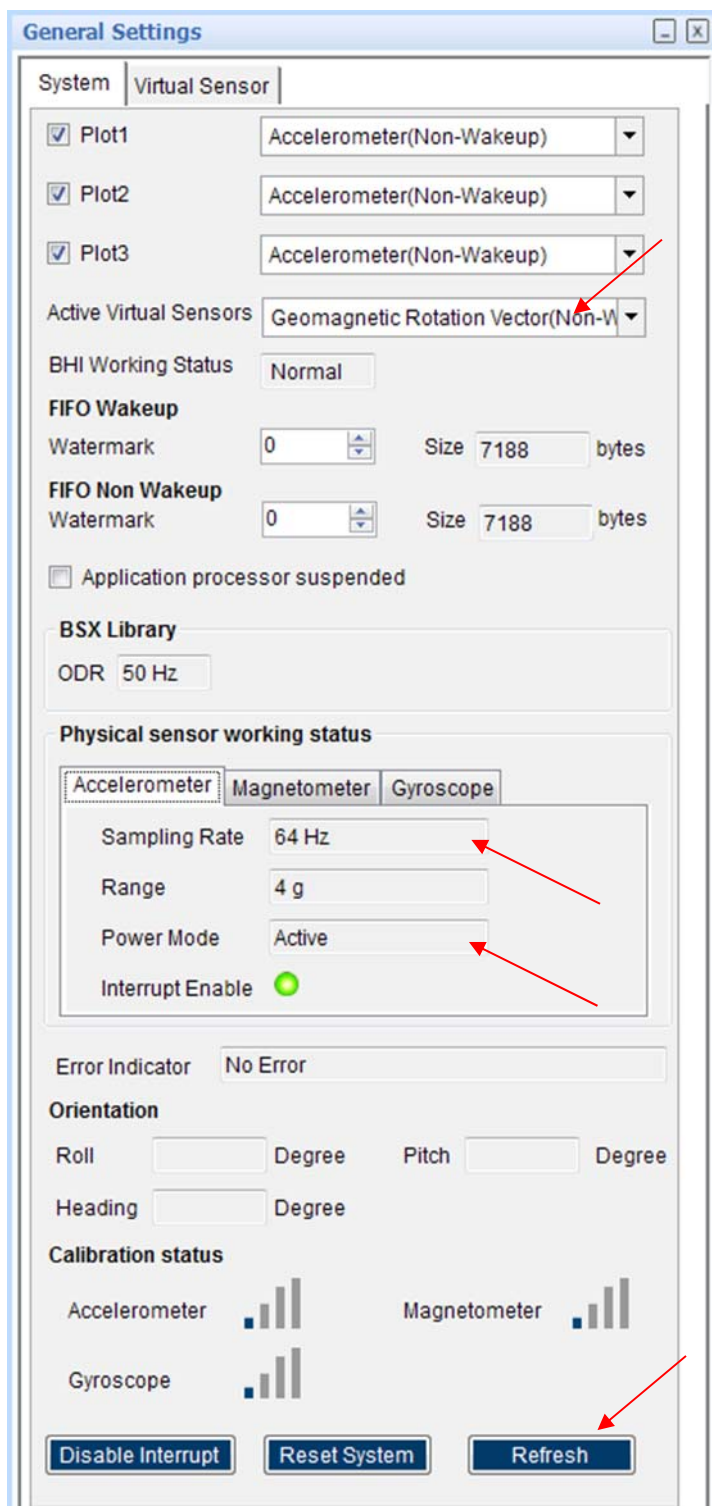 General Settings
System Virtual Sensor
Plot1 Accelerometer(Non-Wakeup)
Plot2 Accelerometer(Non-Wakeup)
Plot3 Accelerometer(Non-Wakeup)
Active Virtual Sensors Geomagnetic Rotation Vector(Non-W
BHI Working Status Normal
FIFO Wakeup
Watermark 0 Size 7188 bytes
FIFO Non Wakeup
Watermark 0 Size 7188 bytes
Application processor suspended
BSX Library
ODR 50 Hz
Physical sensor working status
Accelerometer Magnetometer Gyroscope
Sampling Rate 64 Hz
Range 4 g
Power Mode Active
Interrupt Enable
Error Indicator No Error
Orientation
Roll Degree Pitch Degree
Heading Degree
Calibration status
Accelerometer Magnetometer
Gyroscope
Disable Interrupt Reset System Refresh